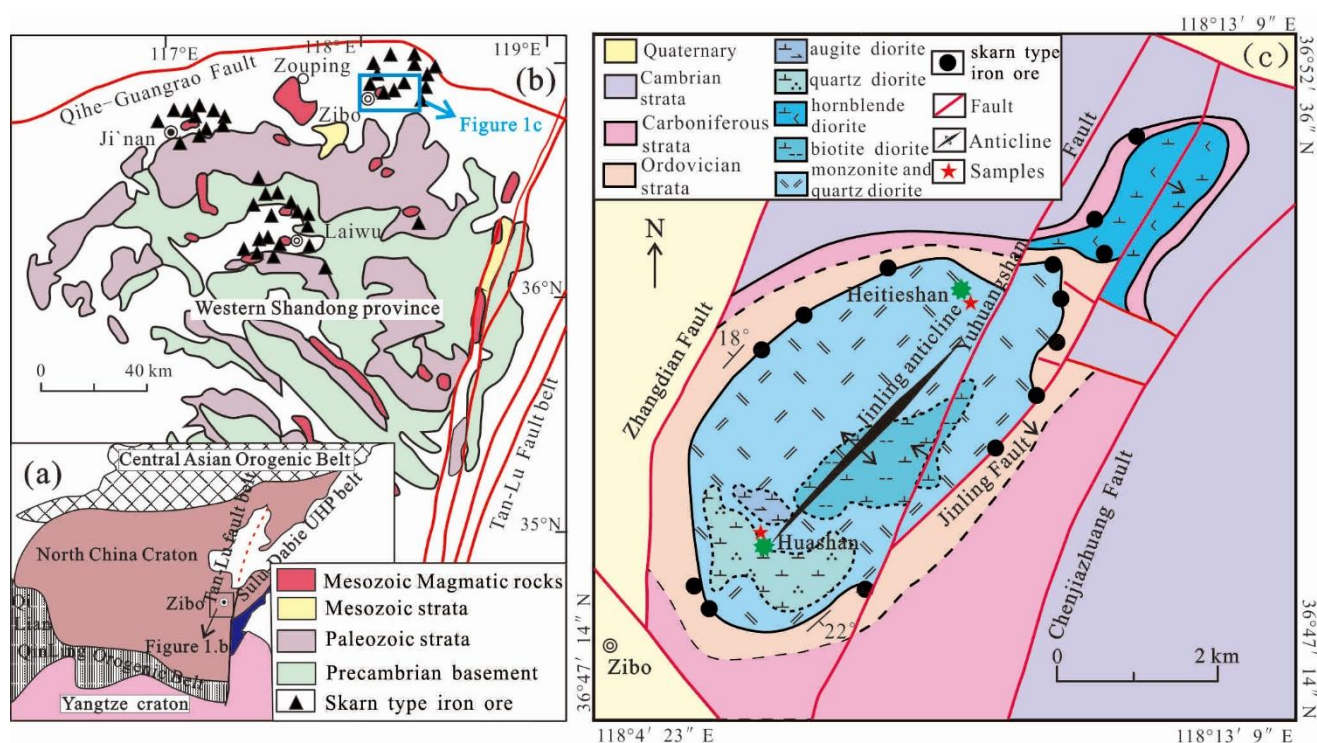 117°E
118°E
119°E
(b)
Qihe-Guangrao Fault
Zouping
Zibo
Figure 1c
Ji`nan
Laiwu
36°N
Western Shandong province
0
40 km
Tan-Lu Fault belt
35°N
(a)
Central Asian Orogenic Belt
North China Craton
Tan-Lu fault belt
Sulu-Dabie UHP belt
Zibo
Figure 1.b
Qi
Lian
QinLing Orogenic Belt
Yangtze craton
Mesozoic Magmatic rocks
Mesozoic strata
Paleozoic strata
Precambrian basement
Skarn type iron ore
118°13′ 9″ E
36°52′ 36″ N
(c)
Quaternary
Cambrian
strata
Carboniferous
strata
Ordovician
strata
augite diorite
quartz diorite
hornblende
diorite
biotite diorite
monzonite and
quartz diorite
skarn type
iron ore
Fault
Anticline
Samples
N
Fault
Yuhuangshan
Heitieshan
18°
Jinling anticline
Zhangdian Fault
Jinling Fault
Huashan
Chenjiazhuang Fault
22°
Zibo
0
2 km
36°47′ 14″ N
36°47′ 14″ N
118°4′ 23″ E
118°13′ 9″ E